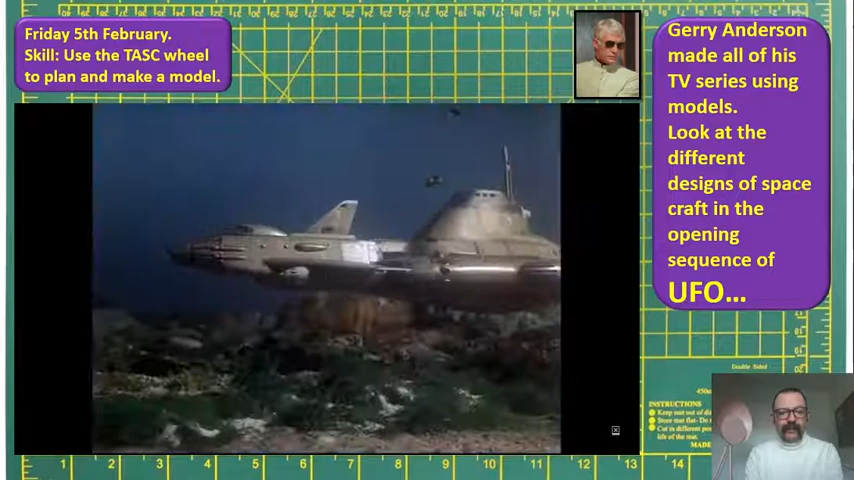 Friday 5th February.
Skill: Use the TASC wheel
to plan and make a model.
Gerry Anderson
made all of his
TV series using
models.
Look at the
different
designs of space
craft in the
opening
sequence of
UFO...
Double Sided
INSTRUCTIONS
1 2 3 4 5 6 7 8 9 10 11 12 13 14